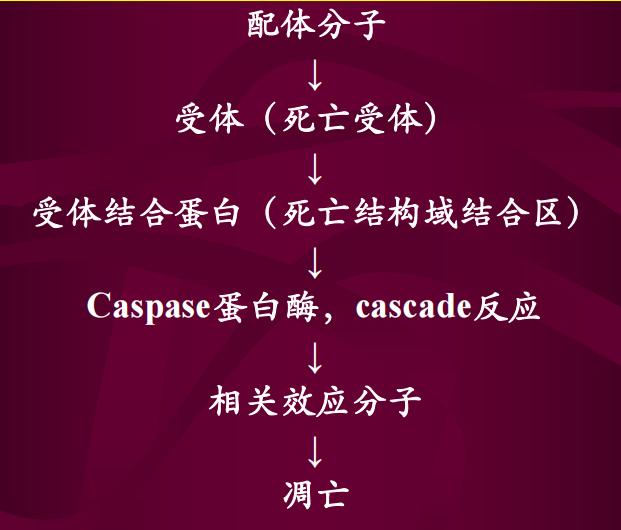 配体分子
↓
受体（死亡受体）
↓
受体结合蛋白（死亡结构域结合区）
↓
Caspase蛋白酶，cascade反应
↓
相关效应分子
↓
凋亡